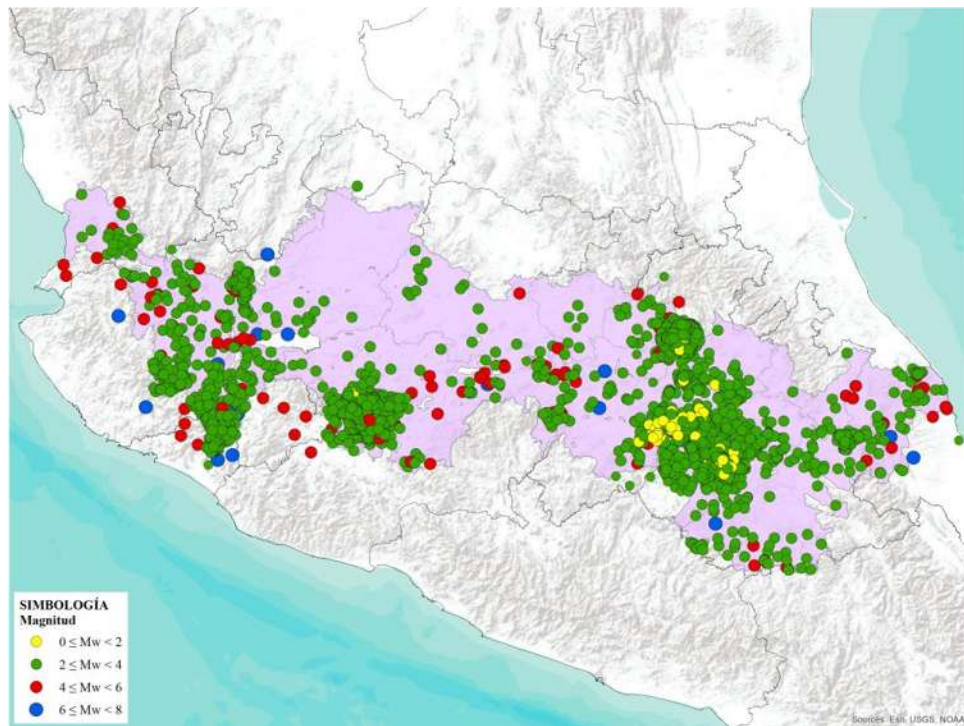 SIMBOLOGÍA
Magnitud
0 ≤ Mw < 2
2 ≤ Mw < 4
4 ≤ Mw < 6
6 ≤ Mw < 8
Sources: Esri, USGS, NOAA